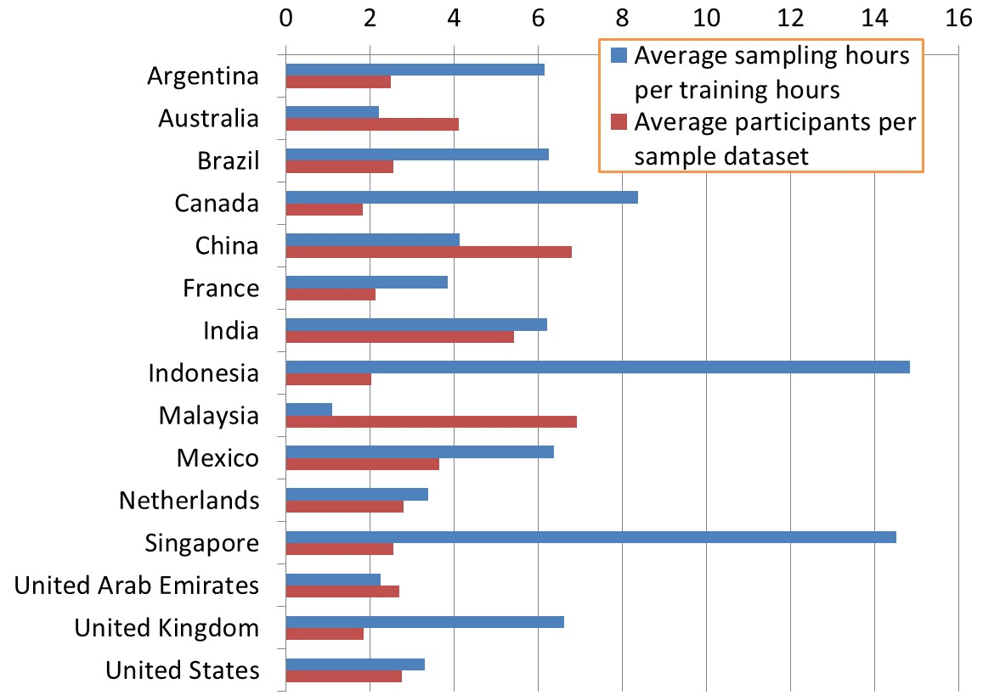 0 2 4 6 8 10 12 14 16
Average sampling hours
per training hours
Average participants per
sample dataset
Argentina
Australia
Brazil
Canada
China
France
India
Indonesia
Malaysia
Mexico
Netherlands
Singapore
United Arab Emirates
United Kingdom
United States